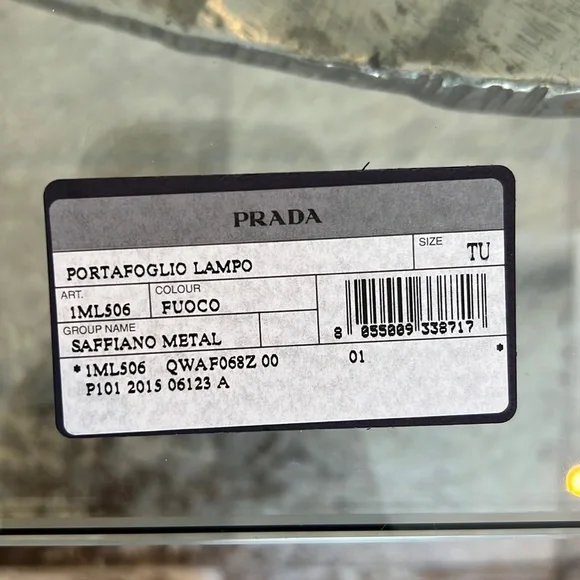 PRADA
PORTAFOGLIO LAMPO
SIZE TU
ART. 1ML506
COLOUR FUOCO
GROUP NAME
SAFFIANO METAL
8 055009 338717
* 1ML506 QWAF068Z 00 01 *
P101 2015 06123 A